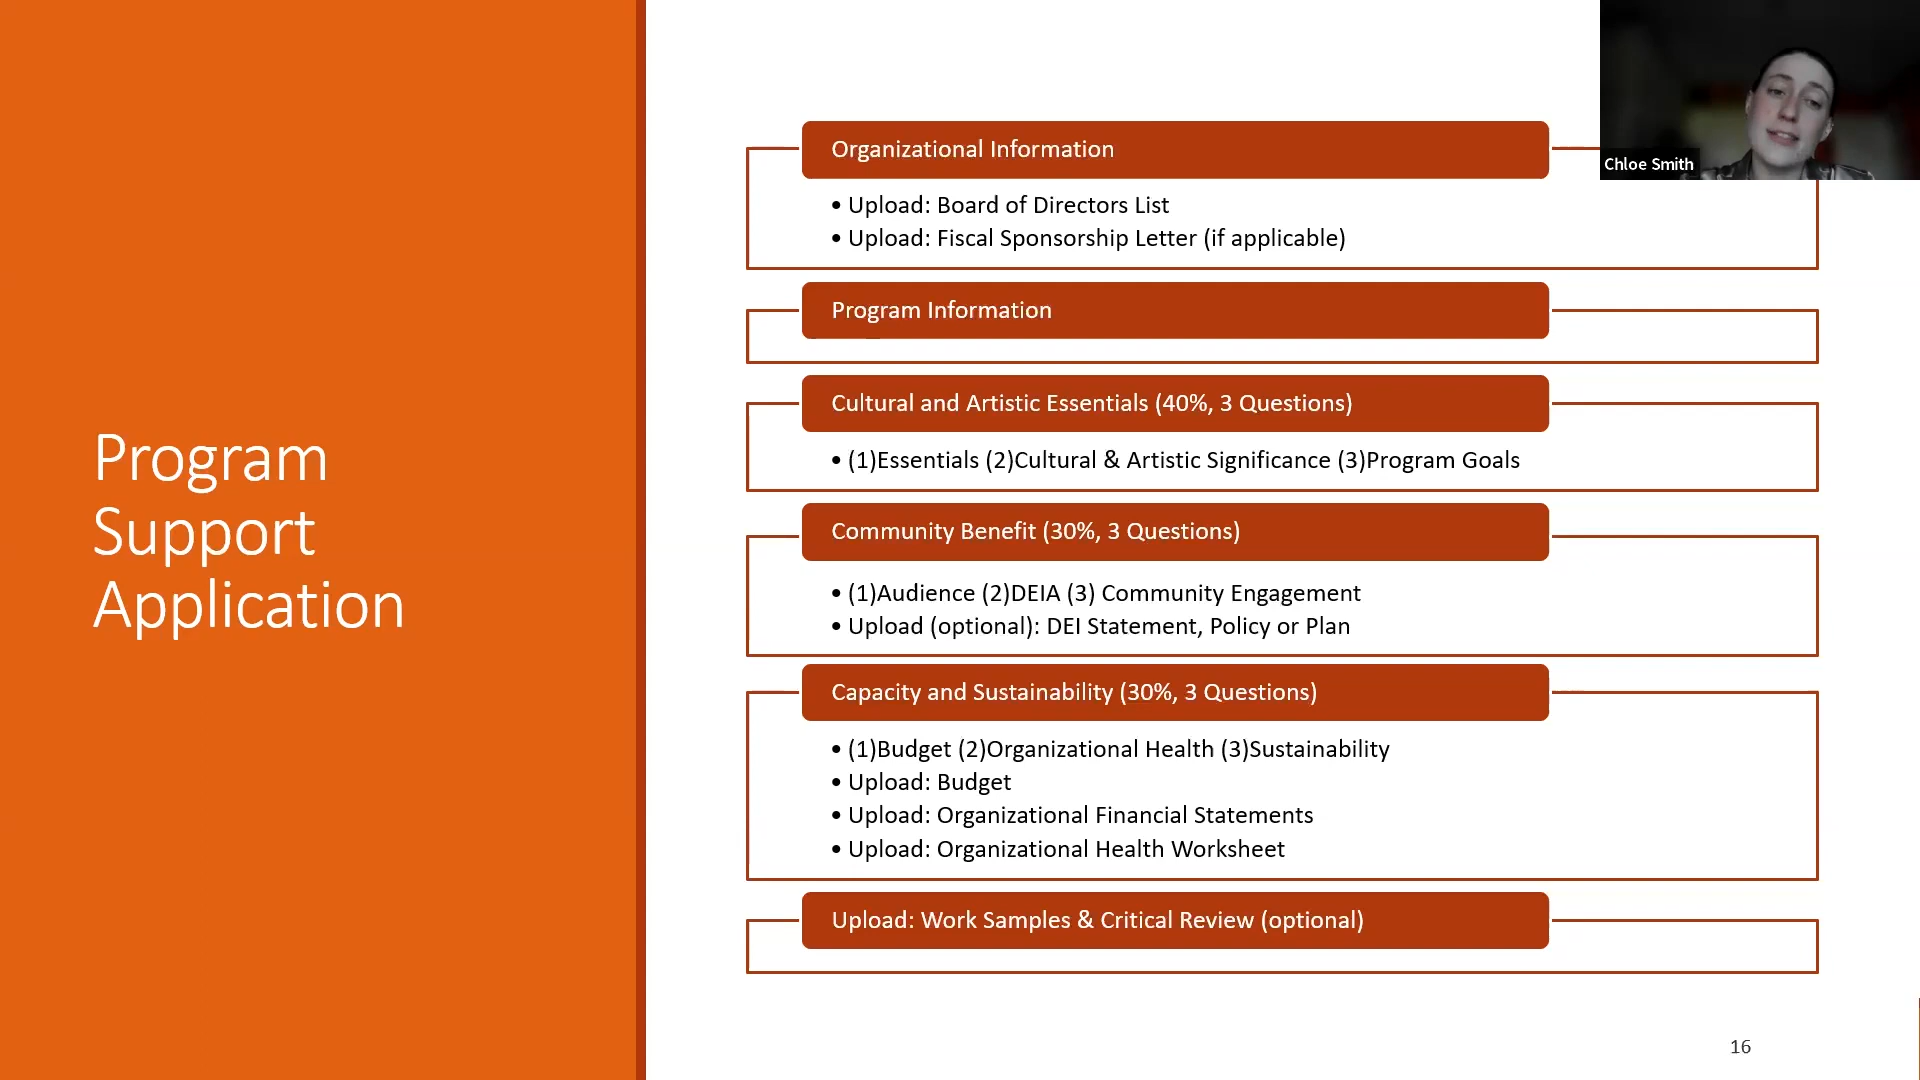 Program
Support
Application
Organizational Information
• Upload: Board of Directors List
• Upload: Fiscal Sponsorship Letter (if applicable)
Program Information
Cultural and Artistic Essentials (40%, 3 Questions)
• (1)Essentials (2)Cultural & Artistic Significance (3)Program Goals
Community Benefit (30%, 3 Questions)
• (1)Audience (2)DEIA (3) Community Engagement
• Upload (optional): DEI Statement, Policy or Plan
Capacity and Sustainability (30%, 3 Questions)
• (1)Budget (2)Organizational Health (3)Sustainability
• Upload: Budget
• Upload: Organizational Financial Statements
• Upload: Organizational Health Worksheet
Upload: Work Samples & Critical Review (optional)
Chloe Smith
16